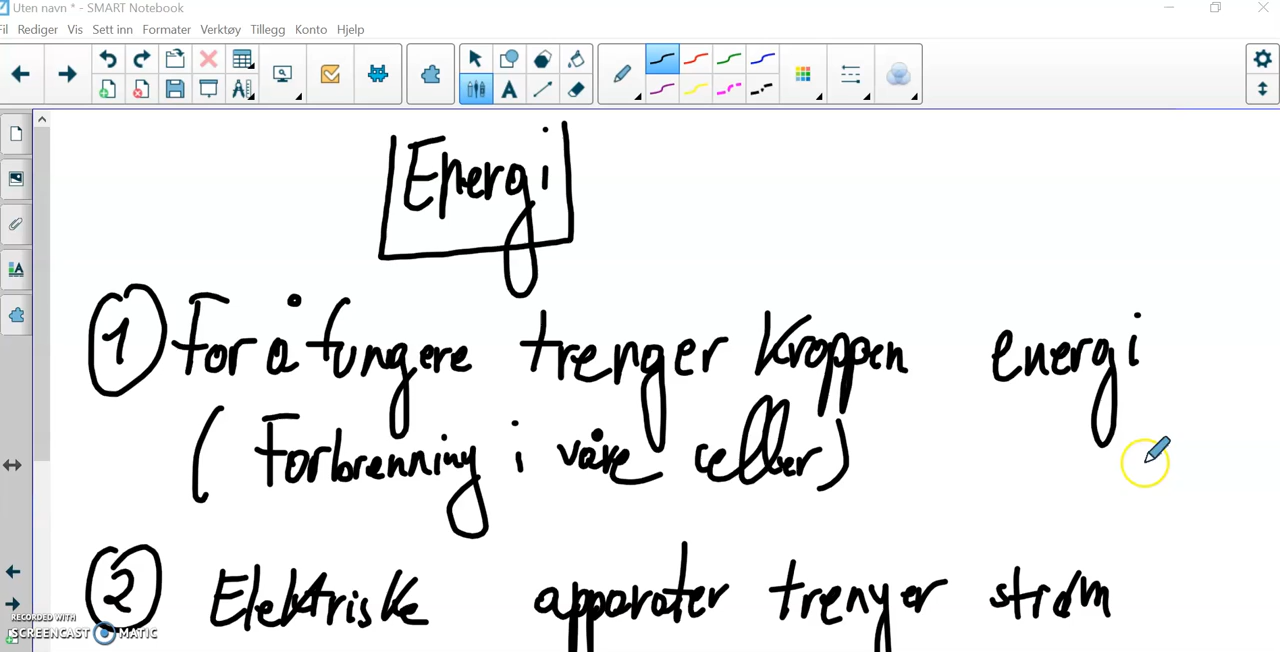 Uten navn * - SMART Notebook
Fil Rediger Vis Sett inn Formater Verktøy Tillegg Konto Hjelp
Energi
1 For å fungere trenger kroppen energi
(Forbrenning i våre celler)
2 Elektriske apparater trenger strøm
RECORDED WITH
SCREENCAST MATIC